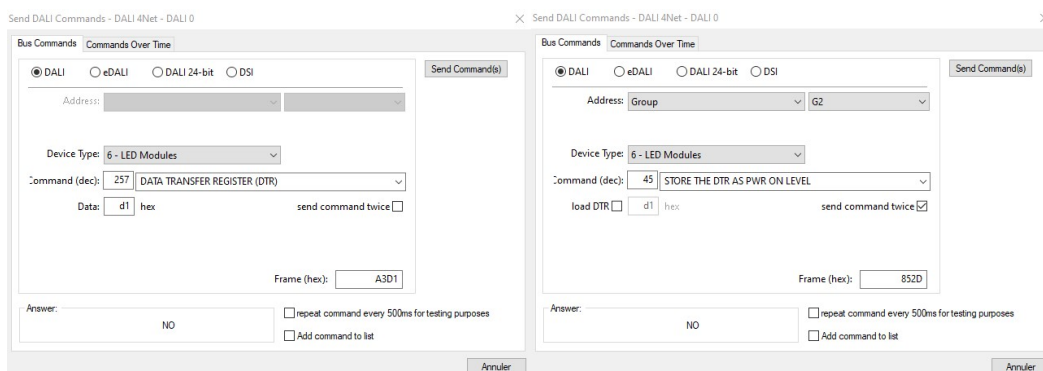 Send DALI Commands - DALI 4Net - DALI 0
Bus Commands Commands Over Time
DALI eDALI DALI 24-bit DSI Send Command(s)
Address:
Device Type: 6 - LED Modules
Command (dec): 257 DATA TRANSFER REGISTER (DTR)
Data: d1 hex send command twice
Frame (hex): A3D1
Answer:
NO
repeat command every 500ms for testing purposes
Add command to list
Annuler
Send DALI Commands - DALI 4Net - DALI 0
Bus Commands Commands Over Time
DALI eDALI DALI 24-bit DSI Send Command(s)
Address: Group G2
Device Type: 6 - LED Modules
Command (dec): 45 STORE THE DTR AS PWR ON LEVEL
load DTR d1 hex send command twice
Frame (hex): 852D
Answer:
NO
repeat command every 500ms for testing purposes
Add command to list
Annuler